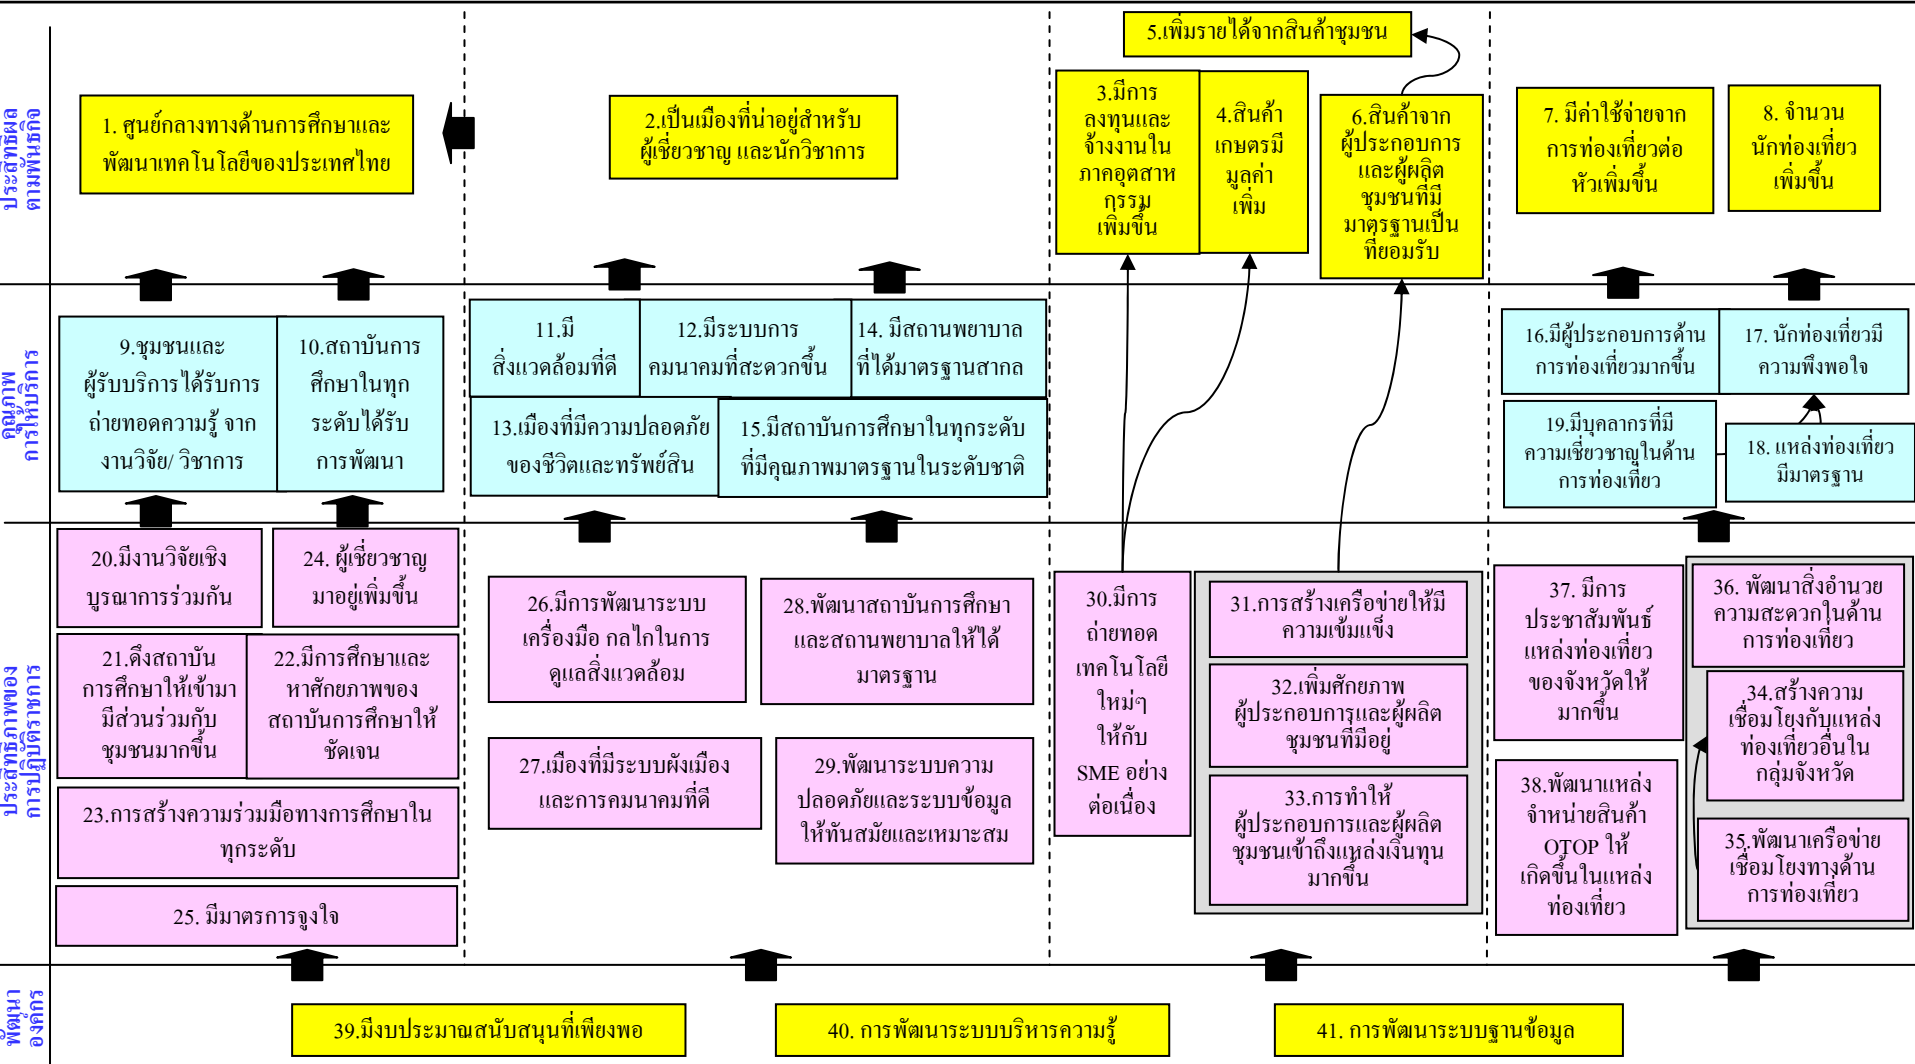 ประสิทธิผล
ตามพันธกิจ
5.เพิ่มรายได้จากสินค้าชุมชน
1. ศูนย์กลางทางด้านการศึกษาและ
พัฒนาเทคโนโลยีของประเทศไทย
2.เป็นเมืองที่น่าอยู่สำหรับ
ผู้เชี่ยวชาญ และนักวิชาการ
3.มีการ
ลงทุนและ
จ้างงานใน
ภาคอุตสาห
กรรม
เพิ่มขึ้น
4.สินค้า
เกษตรมี
มูลค่า
เพิ่ม
6.สินค้าจาก
ผู้ประกอบการ
และผู้ผลิต
ชุมชนที่มี
มาตรฐานเป็น
ที่ยอมรับ
7. มีค่าใช้จ่ายจาก
การท่องเที่ยวต่อ
หัวเพิ่มขึ้น
8. จำนวน
นักท่องเที่ยว
เพิ่มขึ้น
คุณภาพ
การให้บริการ
9.ชุมชนและ
ผู้รับบริการได้รับการ
ถ่ายทอดความรู้ จาก
งานวิจัย/ วิชาการ
10.สถาบันการ
ศึกษาในทุก
ระดับได้รับ
การพัฒนา
11.มี
สิ่งแวดล้อมที่ดี
12.มีระบบการ
คมนาคมที่สะดวกขึ้น
14. มีสถานพยาบาล
ที่ได้มาตรฐานสากล
13.เมืองที่มีความปลอดภัย
ของชีวิตและทรัพย์สิน
15.มีสถาบันการศึกษาในทุกระดับ
ที่มีคุณภาพมาตรฐานในระดับชาติ
16.มีผู้ประกอบการด้าน
การท่องเที่ยวมากขึ้น
17. นักท่องเที่ยวมี
ความพึงพอใจ
19.มีบุคลากรที่มี
ความเชี่ยวชาญในด้าน
การท่องเที่ยว
18. แหล่งท่องเที่ยว
มีมาตรฐาน
ประสิทธิภาพของ
การปฏิบัติราชการ
20.มีงานวิจัยเชิง
บูรณาการร่วมกัน
24. ผู้เชี่ยวชาญ
มาอยู่เพิ่มขึ้น
21.ดึงสถาบัน
การศึกษาให้เข้ามา
มีส่วนร่วมกับ
ชุมชนมากขึ้น
22.มีการศึกษาและ
หาศักยภาพของ
สถาบันการศึกษาให้
ชัดเจน
23.การสร้างความร่วมมือทางการศึกษาใน
ทุกระดับ
25. มีมาตรการจูงใจ
26.มีการพัฒนาระบบ
เครื่องมือ กลไกในการ
ดูแลสิ่งแวดล้อม
28.พัฒนาสถาบันการศึกษา
และสถานพยาบาลให้ได้
มาตรฐาน
27.เมืองที่มีระบบผังเมือง
และการคมนาคมที่ดี
29.พัฒนาระบบความ
ปลอดภัยและระบบข้อมูล
ให้ทันสมัยและเหมาะสม
30.มีการ
ถ่ายทอด
เทคโนโลยี
ใหม่ๆ
ให้กับ
SME อย่าง
ต่อเนื่อง
31.การสร้างเครือข่ายให้มี
ความเข้มแข็ง
32.เพิ่มศักยภาพ
ผู้ประกอบการและผู้ผลิต
ชุมชนที่มีอยู่
33.การทำให้
ผู้ประกอบการและผู้ผลิต
ชุมชนเข้าถึงแหล่งเงินทุน
มากขึ้น
37. มีการ
ประชาสัมพันธ์
แหล่งท่องเที่ยว
ของจังหวัดให้
มากขึ้น
36. พัฒนาสิ่งอำนวย
ความสะดวกในด้าน
การท่องเที่ยว
34.สร้างความ
เชื่อมโยงกับแหล่ง
ท่องเที่ยวอื่นใน
กลุ่มจังหวัด
38.พัฒนาแหล่ง
จำหน่ายสินค้า
OTOP ให้
เกิดขึ้นในแหล่ง
ท่องเที่ยว
35.พัฒนาเครือข่าย
เชื่อมโยงทางด้าน
การท่องเที่ยว
พัฒนา
องค์กร
39.มีงบประมาณสนับสนุนที่เพียงพอ
40. การพัฒนาระบบบริหารความรู้
41. การพัฒนาระบบฐานข้อมูล